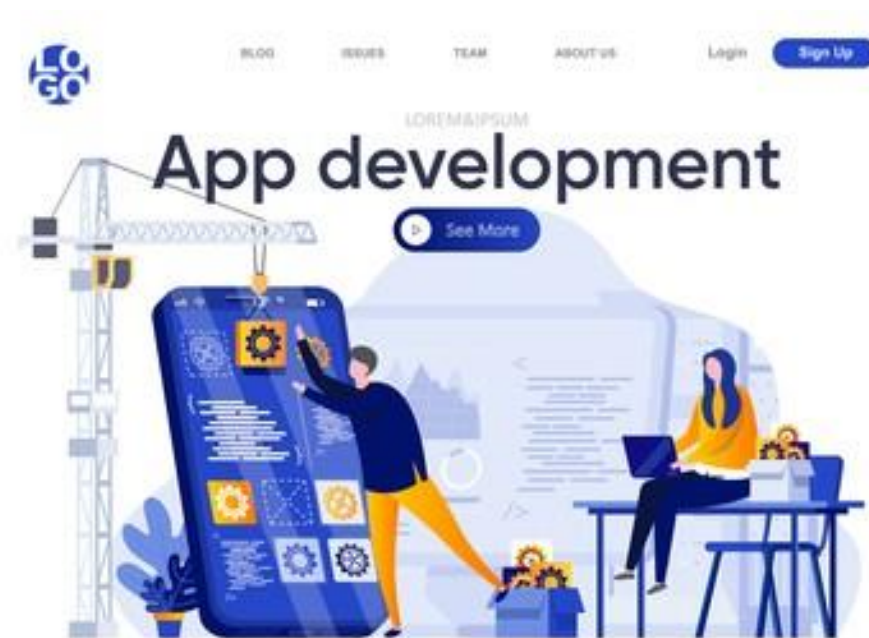 LO
GO
BLOG ISSUES TEAM ABOUT US Login Sign Up
LOREM&IPSUM
App development
See More